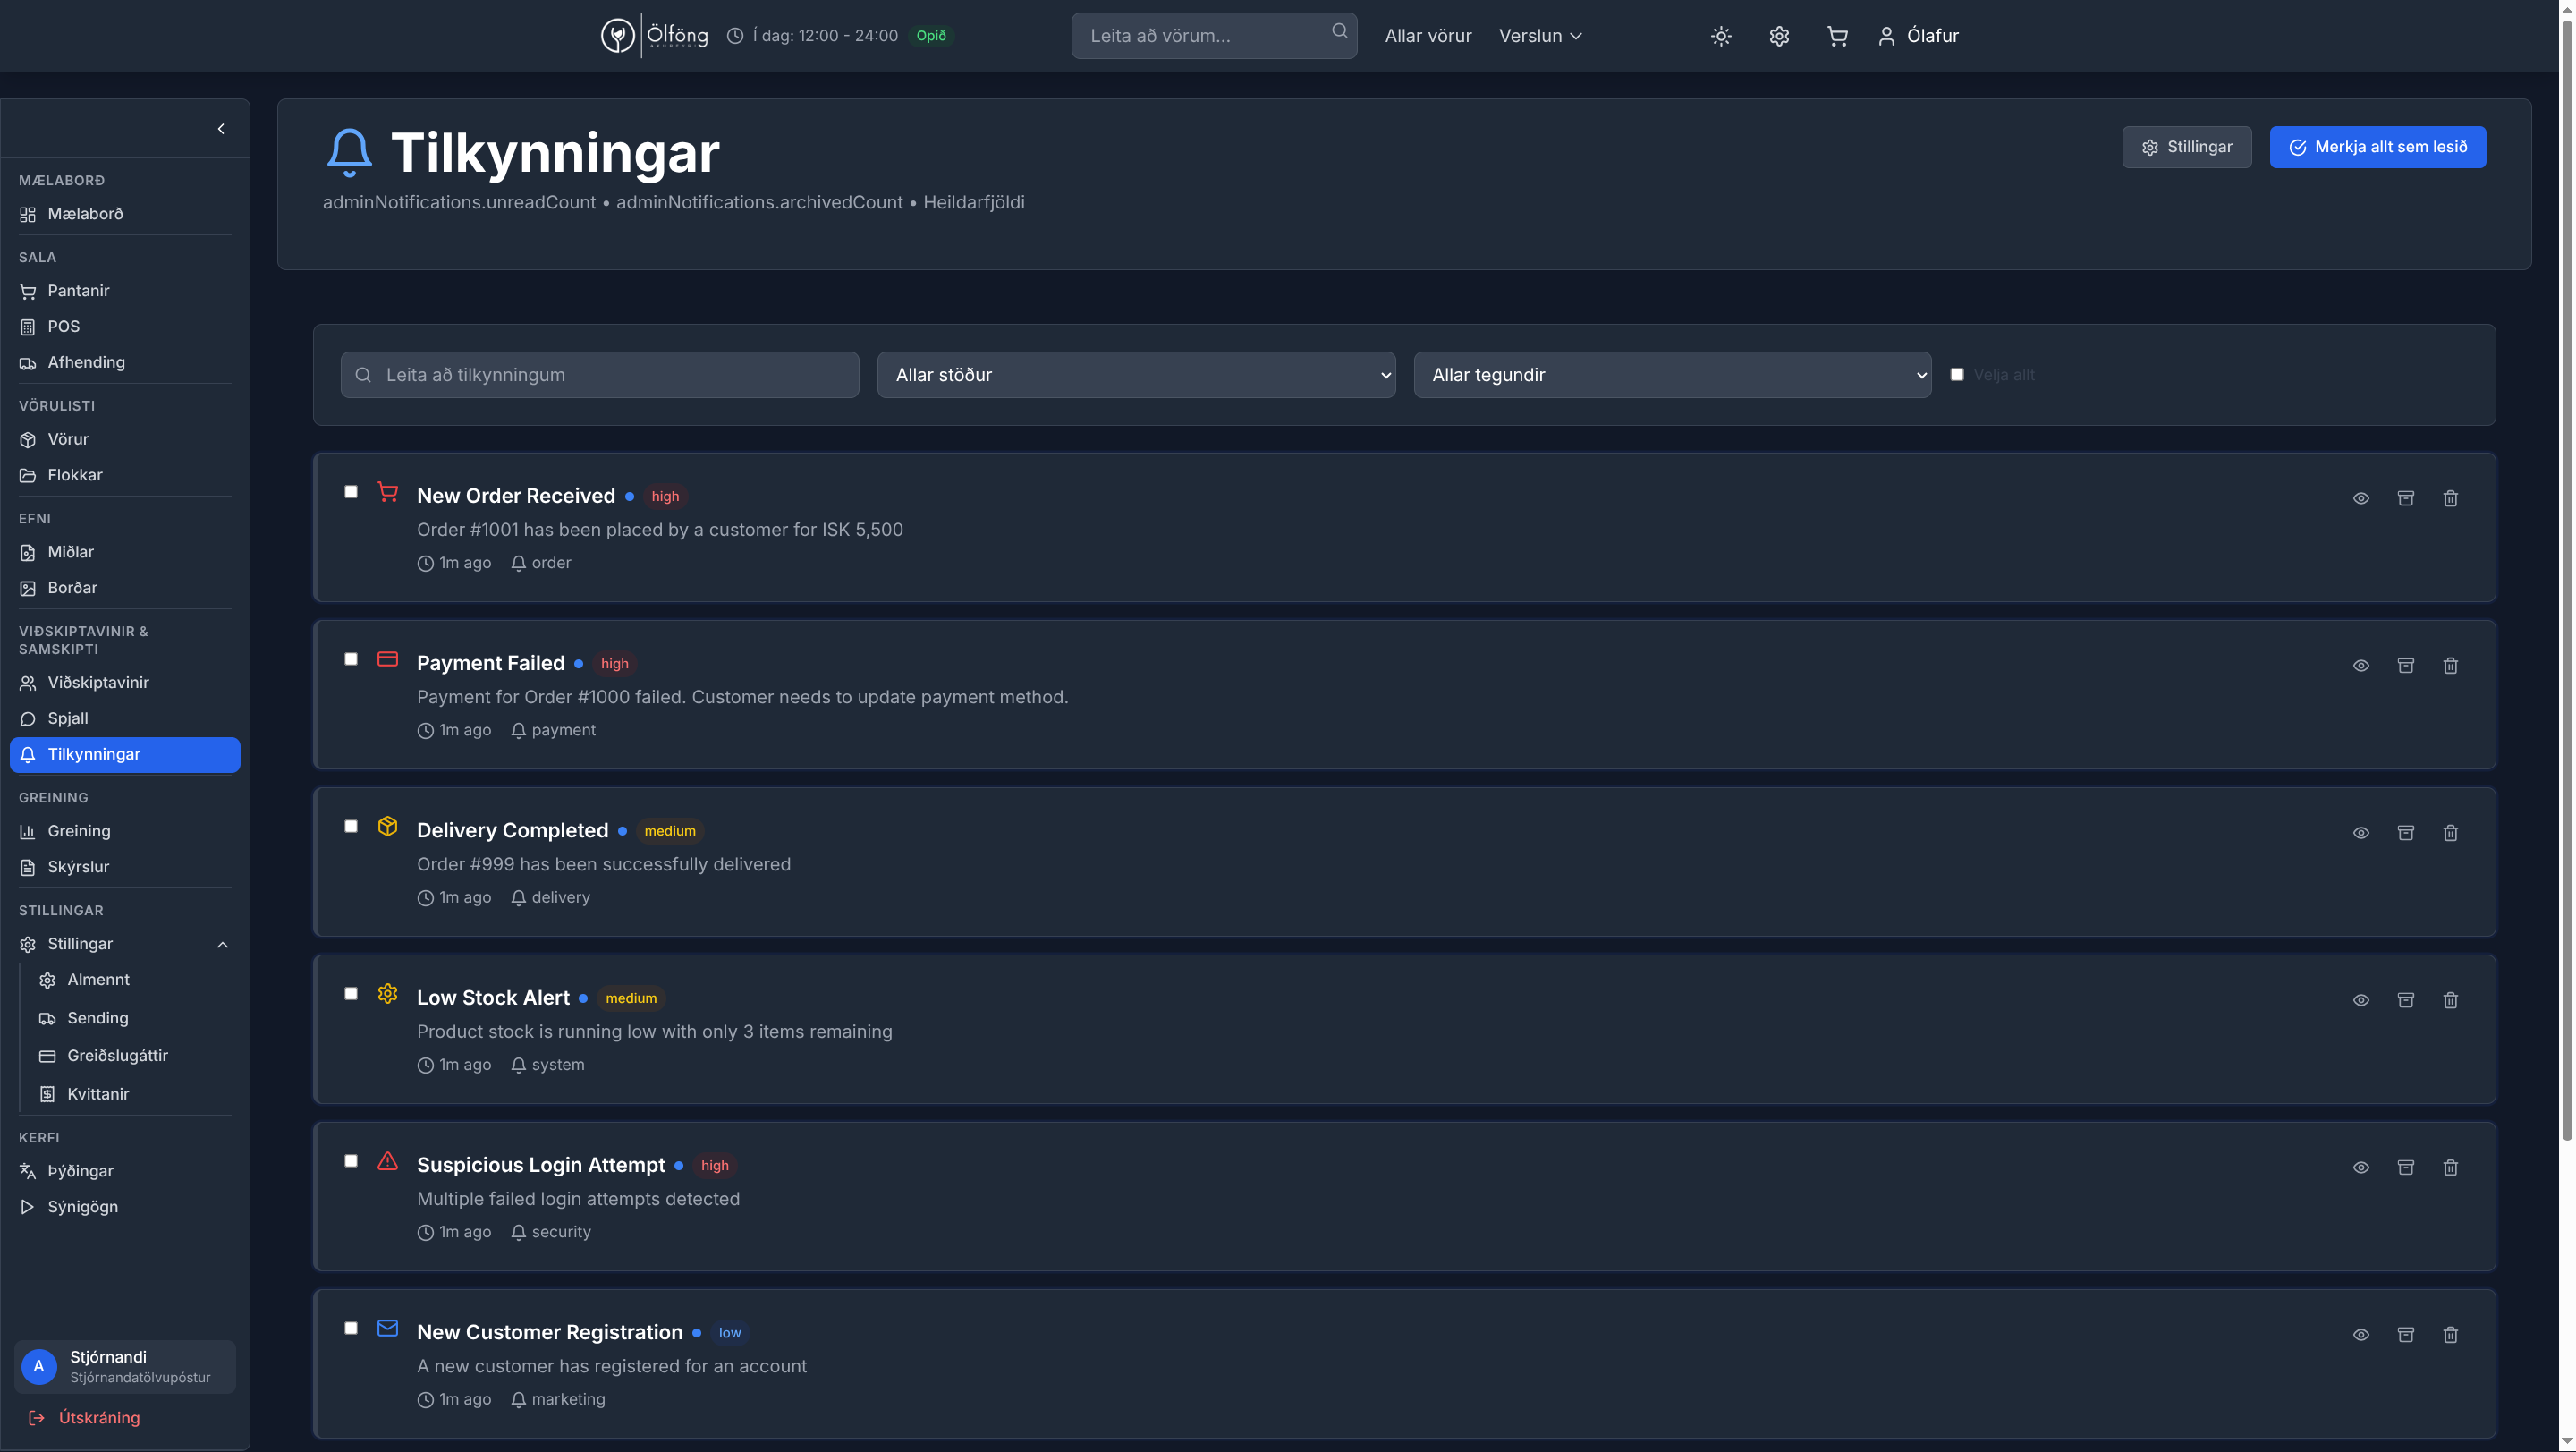 Ölföng
AKUREYRI
Í dag: 12:00 - 24:00
Opið
Leita að vörum...
Allar vörur
Verslun
Ólafur
MÆLABORÐ
Mælaborð
SALA
Pantanir
POS
Afhending
VÖRULISTI
Vörur
Flokkar
EFNI
Miðlar
Borðar
VIÐSKIPTAVINIR &
SAMSKIPTI
Viðskiptavinir
Spjall
Tilkynningar
GREINING
Greining
Skýrslur
STILLINGAR
Stillingar
Almennt
Sending
Greiðslugáttir
Kvittanir
KERFI
Þýðingar
Sýnigögn
A
Stjórnandi
Stjórnandatölvupóstur
Útskráning
Tilkynningar
adminNotifications.unreadCount • adminNotifications.archivedCount • Heildarfjöldi
Stillingar
Merkja allt sem lesið
Leita að tilkynningum
Allar stöður
Allar tegundir
Velja allt
New Order Received high
Order #1001 has been placed by a customer for ISK 5,500
1m ago order
Payment Failed high
Payment for Order #1000 failed. Customer needs to update payment method.
1m ago payment
Delivery Completed medium
Order #999 has been successfully delivered
1m ago delivery
Low Stock Alert medium
Product stock is running low with only 3 items remaining
1m ago system
Suspicious Login Attempt high
Multiple failed login attempts detected
1m ago security
New Customer Registration low
A new customer has registered for an account
1m ago marketing